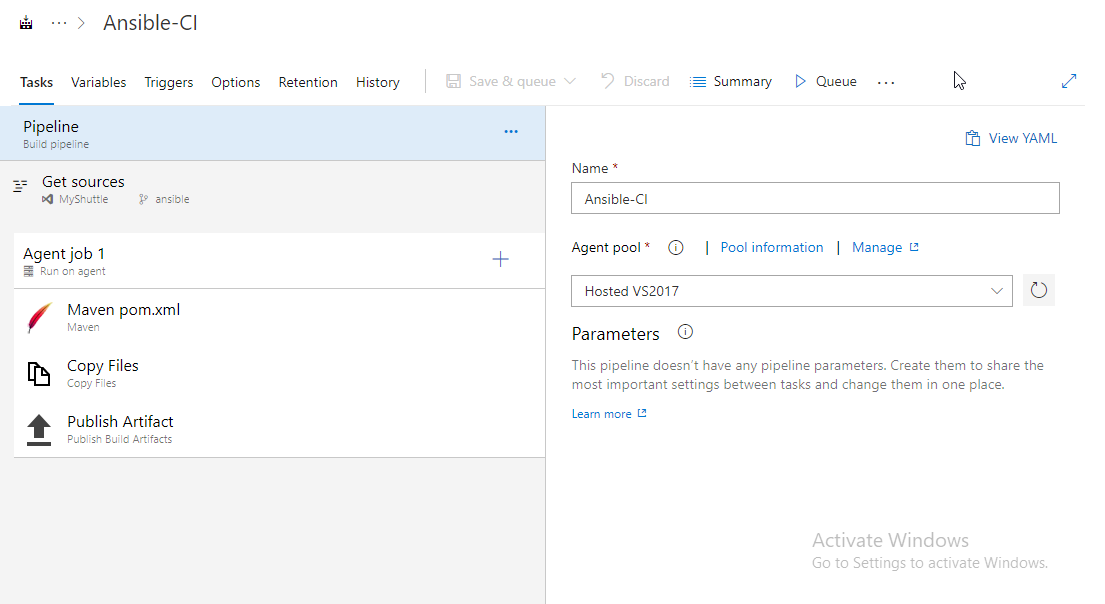 ··· > Ansible-CI
Tasks Variables Triggers Options Retention History Save & queue Discard Summary Queue ···
Pipeline
Build pipeline
···
Get sources
MyShuttle ansible
Agent job 1
Run on agent
Maven pom.xml
Maven
Copy Files
Copy Files
Publish Artifact
Publish Build Artifacts
View YAML
Name *
Ansible-CI
Agent pool * | Pool information | Manage
Hosted VS2017
Parameters
This pipeline doesn't have any pipeline parameters. Create them to share the
most important settings between tasks and change them in one place.
Learn more
Activate Windows
Go to Settings to activate Windows.